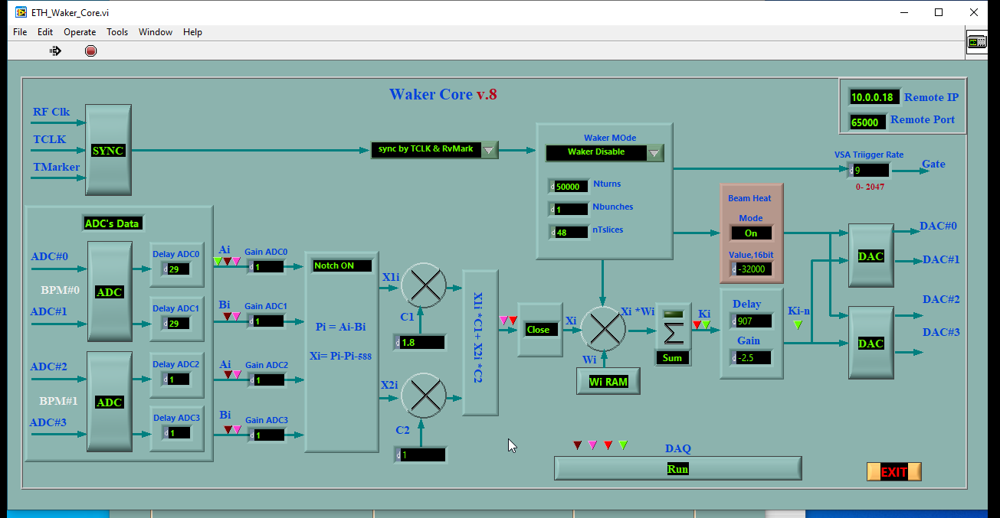 ETH_Waker_Core.vi
File Edit Operate Tools Window Help
Waker Core v.8
10.0.0.18 Remote IP
65000 Remote Port
RF Clk
TCLK
TMarker
SYNC
sync by TCLK & RvMark
Waker MOde
Waker Disable
50000 Nturns
1 Nbunches
48 nTslices
VSA Triigger Rate
9
0- 2047
Gate
Beam Heat
Mode
On
Value,16bit
-32000
ADC's Data
ADC#0
BPM#0
ADC#1
ADC
Delay ADC0
29
Delay ADC1
29
ADC#2
BPM#1
ADC#3
ADC
Delay ADC2
1
Delay ADC3
1
Ai
Gain ADC0
1
Bi
Gain ADC1
1
Ai
Gain ADC2
1
Bi
Gain ADC3
1
Notch ON
Pi = Ai-Bi
Xi= Pi-Pi-588
X1i
C1
1.8
X2i
C2
1
X1i *C1+ X2i *C2
Close
Xi
Wi
Wi RAM
Xi *Wi
Sum
Ki
Delay
907
Gain
-2.5
Ki-n
DAC
DAC
DAC#0
DAC#1
DAC#2
DAC#3
DAQ
Run
EXIT